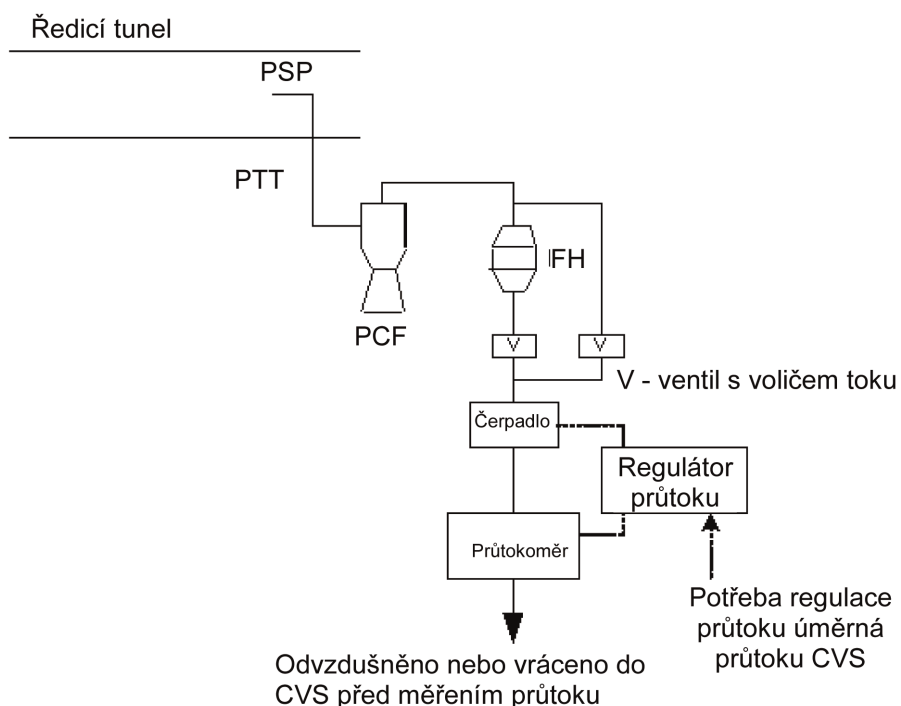 Ředicí tunel
PSP
PTT
FH
PCF
V
V
V - ventil s voličem toku
Čerpadlo
Regulátor
průtoku
Průtokoměr
Potřeba regulace
průtoku úměrná
průtoku CVS
Odvzdušněno nebo vráceno do
CVS před měřením průtoku